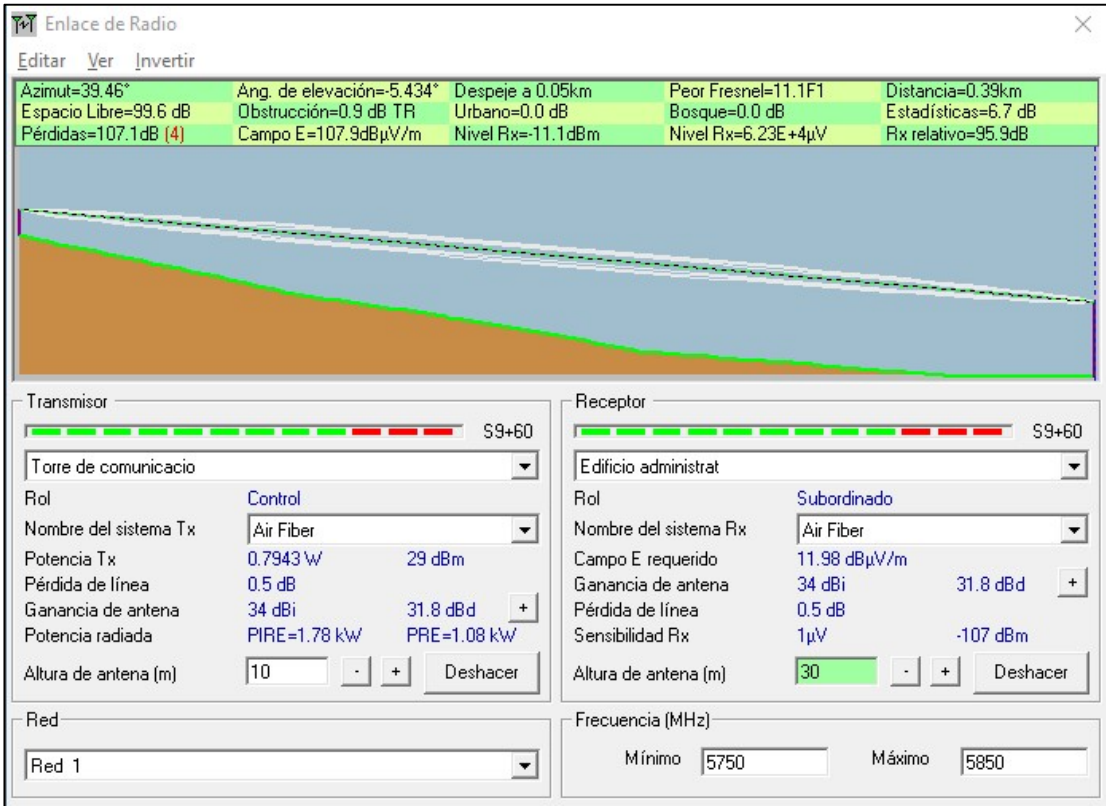 Enlace de Radio
Editar Ver Invertir
Azimut=39.46° Ang. de elevación=-5.434° Despeje a 0.05km Peor Fresnel=11.1F1 Distancia=0.39km
Espacio Libre=99.6 dB Obstrucción=0.9 dB TR Urbano=0.0 dB Bosque=0.0 dB Estadísticas=6.7 dB
Pérdidas=107.1dB (4) Campo E=107.9dBμV/m Nivel Rx=-11.1dBm Nivel Rx=6.23E+4μV Rx relativo=95.9dB
Transmisor
S9+60
Torre de comunicacio
Rol Control
Nombre del sistema Tx Air Fiber
Potencia Tx 0.7943 W 29 dBm
Pérdida de línea 0.5 dB
Ganancia de antena 34 dBi 31.8 dBd +
Potencia radiada PIRE=1.78 kW PRE=1.08 kW
Altura de antena (m) 10 - + Deshacer
Receptor
S9+60
Edificio administrat
Rol Subordinado
Nombre del sistema Rx Air Fiber
Campo E requerido 11.98 dBμV/m
Ganancia de antena 34 dBi 31.8 dBd +
Pérdida de línea 0.5 dB
Sensibilidad Rx 1μV -107 dBm
Altura de antena (m) 30 - + Deshacer
Red
Red 1
Frecuencia (MHz)
Mínimo 5750 Máximo 5850